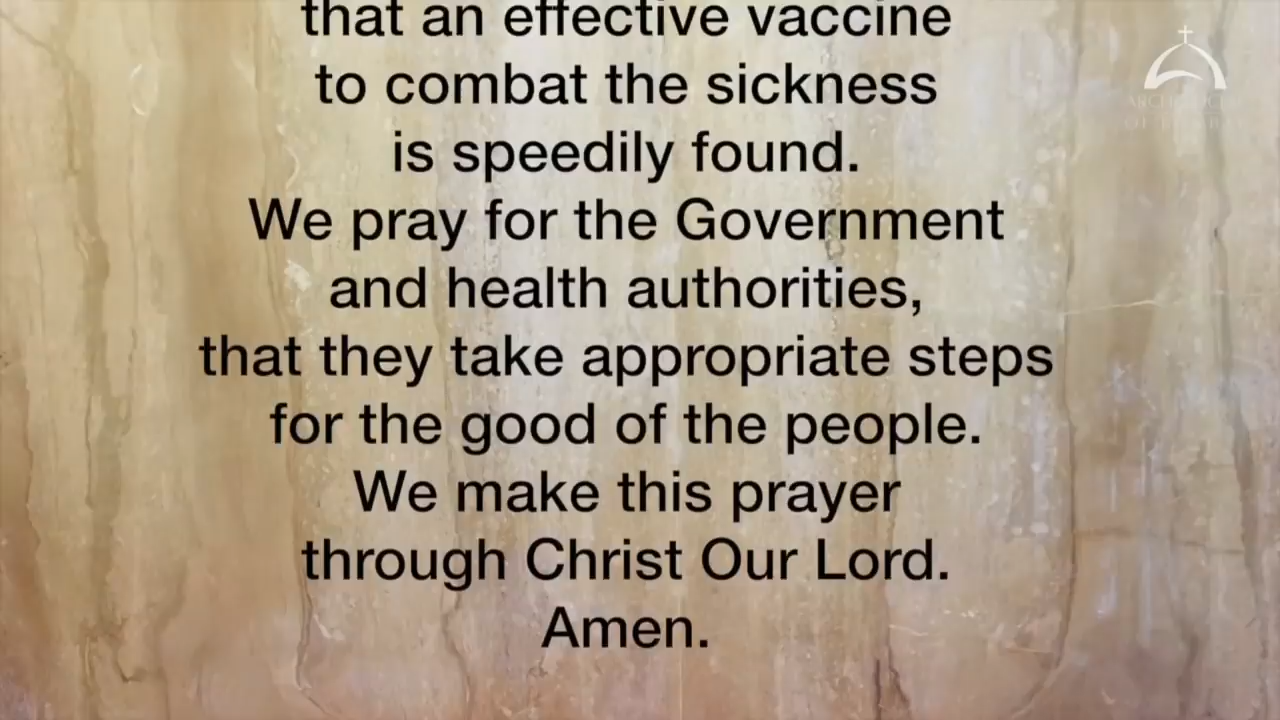 that an effective vaccine
to combat the sickness
is speedily found.
We pray for the Government
and health authorities,
that they take appropriate steps
for the good of the people.
We make this prayer
through Christ Our Lord.
Amen.